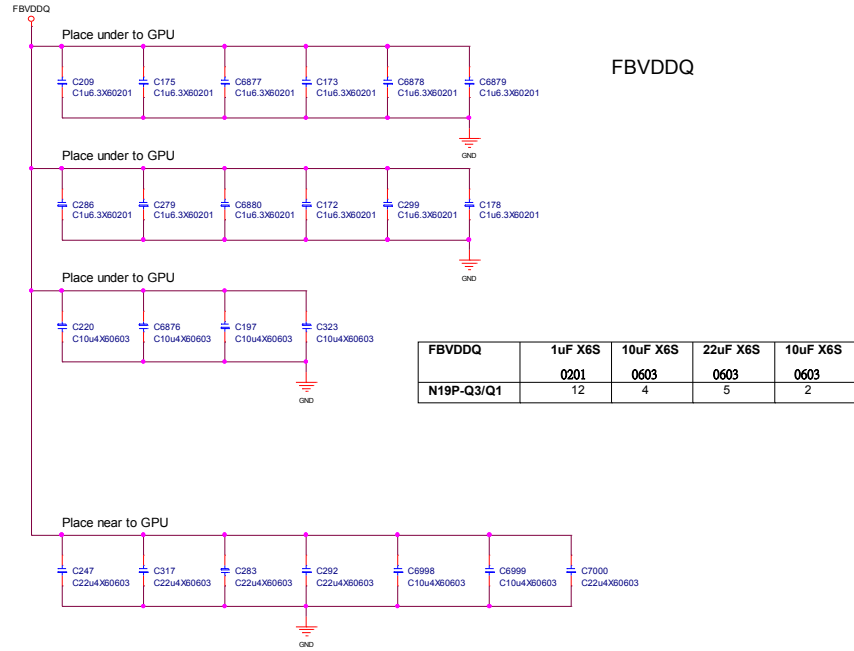 FBVDDQ
Place under to GPU
FBVDDQ
C209 C175 C6877 C173 C6878 C6879
C1u6.3X60201 C1u6.3X60201 C1u6.3X60201 C1u6.3X60201 C1u6.3X60201 C1u6.3X60201
GND
Place under to GPU
C286 C279 C6880 C172 C299 C178
C1u6.3X60201 C1u6.3X60201 C1u6.3X60201 C1u6.3X60201 C1u6.3X60201 C1u6.3X60201
GND
Place under to GPU
C220 C6876 C197 C323
C10u4X60603 C10u4X60603 C10u4X60603 C10u4X60603
GND
FBVDDQ 1uF X6S 10uF X6S 22uF X6S 10uF X6S
0201 0603 0603 0603
N19P-Q3/Q1 12 4 5 2
Place near to GPU
C247 C317 C283 C292 C6998 C6999 C7000
C22u4X60603 C22u4X60603 C22u4X60603 C22u4X60603 C10u4X60603 C10u4X60603 C22u4X60603
GND